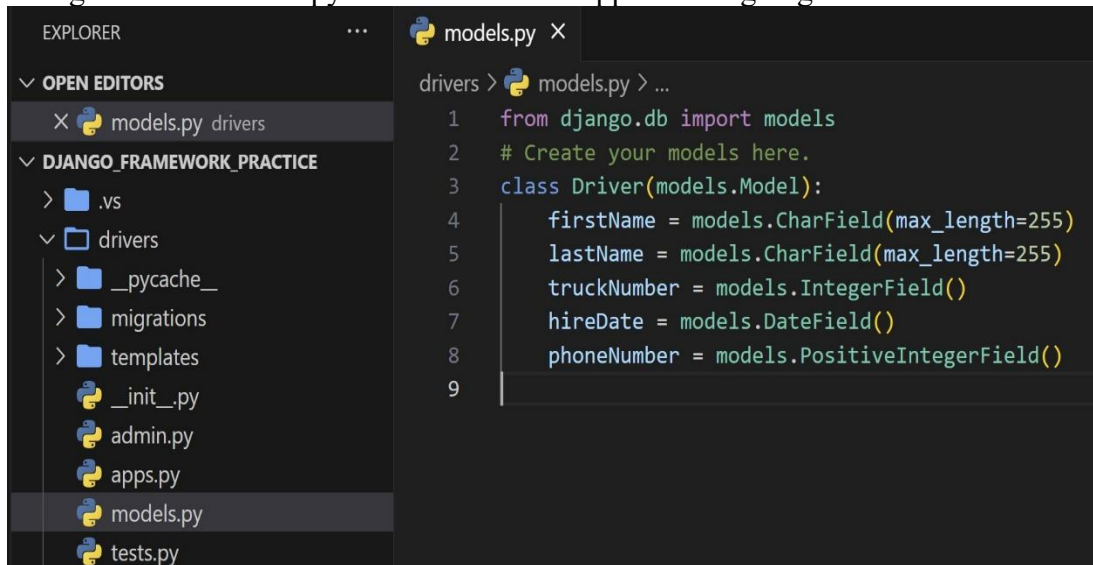 EXPLORER ...
OPEN EDITORS
models.py drivers
DJANGO_FRAMEWORK_PRACTICE
.vs
drivers
__pycache__
migrations
templates
__init__.py
admin.py
apps.py
models.py
tests.py
models.py
drivers > models.py > ...
1 from django.db import models
2 # Create your models here.
3 class Driver(models.Model):
4 firstName = models.CharField(max_length=255)
5 lastName = models.CharField(max_length=255)
6 truckNumber = models.IntegerField()
7 hireDate = models.DateField()
8 phoneNumber = models.PositiveIntegerField()
9